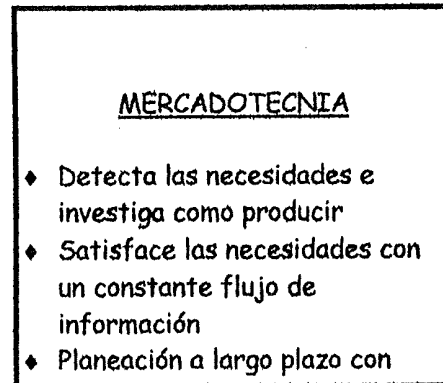 MERCADOTECNIA
♦ Detecta las necesidades e
investiga como producir
♦ Satisface las necesidades con
un constante flujo de
información
♦ Planeación a largo plazo con